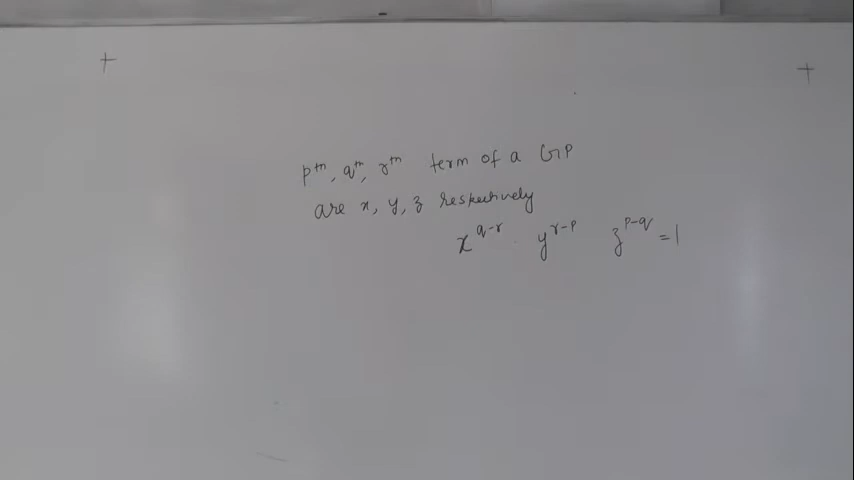 pᵗʰ, qᵗʰ, rᵗʰ term of a GP
are x, y, z respectively
x^{q-r} y^{r-p} z^{p-q} = 1